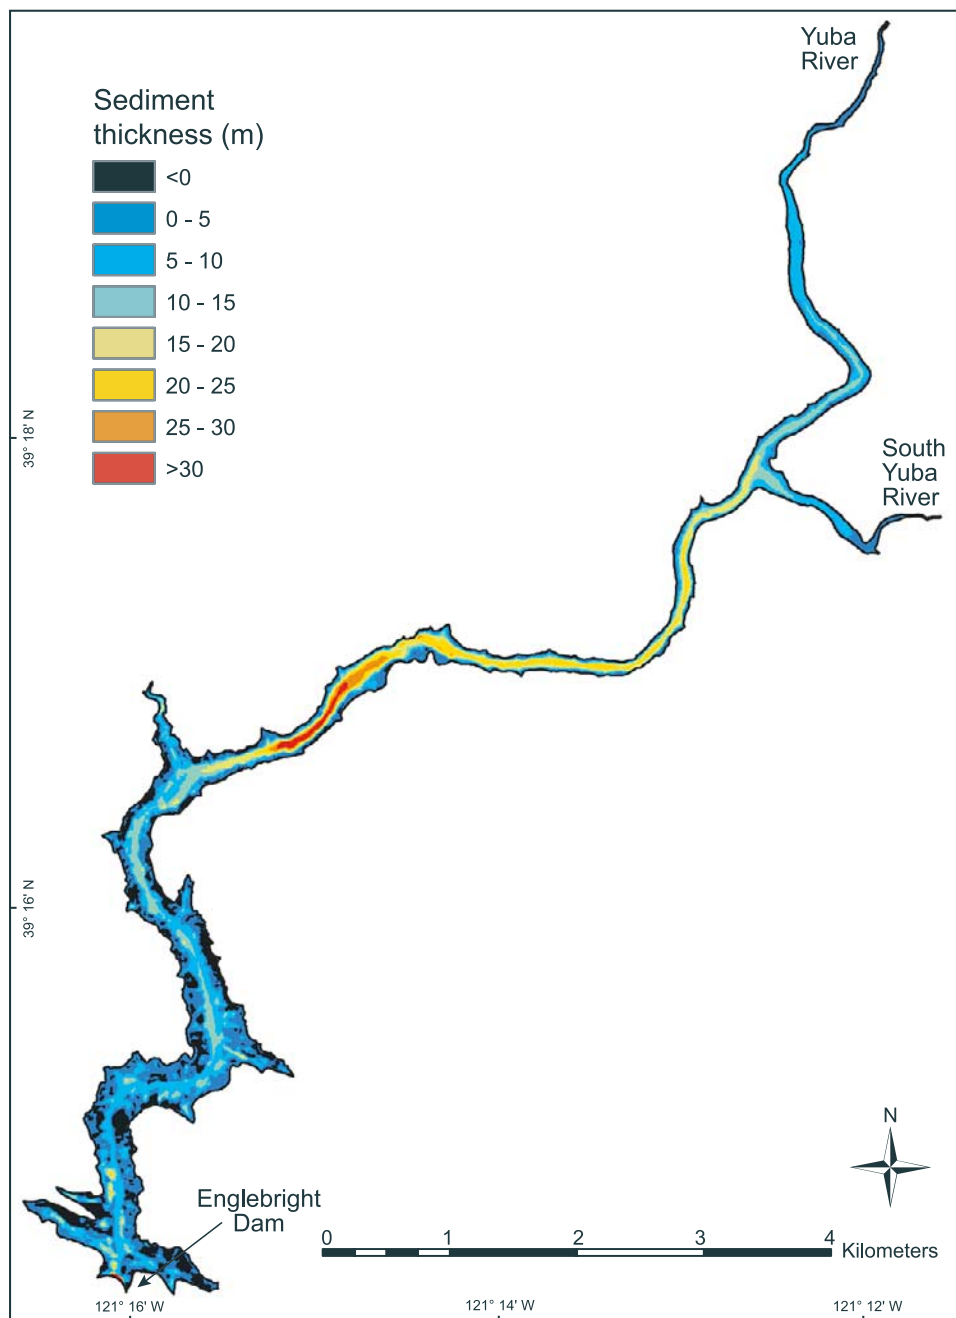 Yuba
River
Sediment
thickness (m)
<0
0 - 5
5 - 10
10 - 15
15 - 20
20 - 25
25 - 30
>30
39° 18' N
South
Yuba
River
39° 16' N
N
Englebright
Dam
0 1 2 3 4
Kilometers
121° 16' W 121° 14' W 121° 12' W